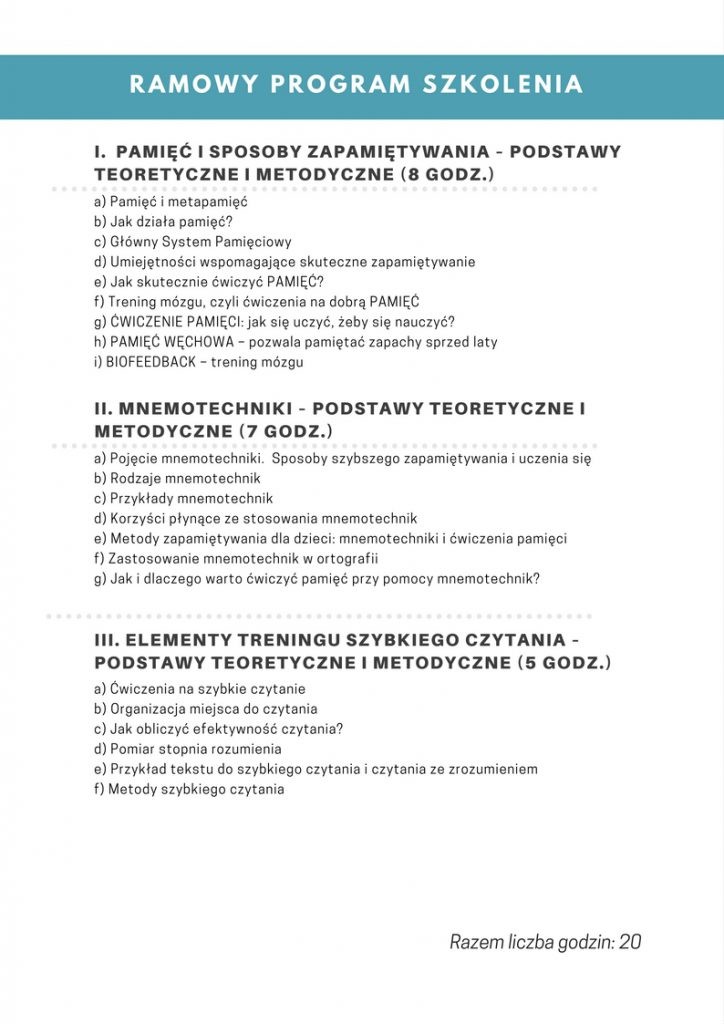 RAMOWY PROGRAM SZKOLENIA
I. PAMIĘĆ I SPOSOBY ZAPAMIĘTYWANIA - PODSTAWY
TEORETYCZNE I METODYCZNE (8 GODZ.)
a) Pamięć i metapamięć
b) Jak działa pamięć?
c) Główny System Pamięciowy
d) Umiejętności wspomagające skuteczne zapamiętywanie
e) Jak skutecznie ćwiczyć PAMIĘĆ?
f) Trening mózgu, czyli ćwiczenia na dobrą PAMIĘĆ
g) ĆWICZENIE PAMIĘCI: jak się uczyć, żeby się nauczyć?
h) PAMIĘĆ WĘCHOWA – pozwala pamiętać zapachy sprzed laty
i) BIOFEEDBACK – trening mózgu
II. MNEMOTECHNIKI - PODSTAWY TEORETYCZNE I
METODYCZNE (7 GODZ.)
a) Pojęcie mnemotechniki. Sposoby szybszego zapamiętywania i uczenia się
b) Rodzaje mnemotechnik
c) Przykłady mnemotechnik
d) Korzyści płynące ze stosowania mnemotechnik
e) Metody zapamiętywania dla dzieci: mnemotechniki i ćwiczenia pamięci
f) Zastosowanie mnemotechnik w ortografii
g) Jak i dlaczego warto ćwiczyć pamięć przy pomocy mnemotechnik?
III. ELEMENTY TRENINGU SZYBKIEGO CZYTANIA -
PODSTAWY TEORETYCZNE I METODYCZNE (5 GODZ.)
a) Ćwiczenia na szybkie czytanie
b) Organizacja miejsca do czytania
c) Jak obliczyć efektywność czytania?
d) Pomiar stopnia rozumienia
e) Przykład tekstu do szybkiego czytania i czytania ze zrozumieniem
f) Metody szybkiego czytania
Razem liczba godzin: 20